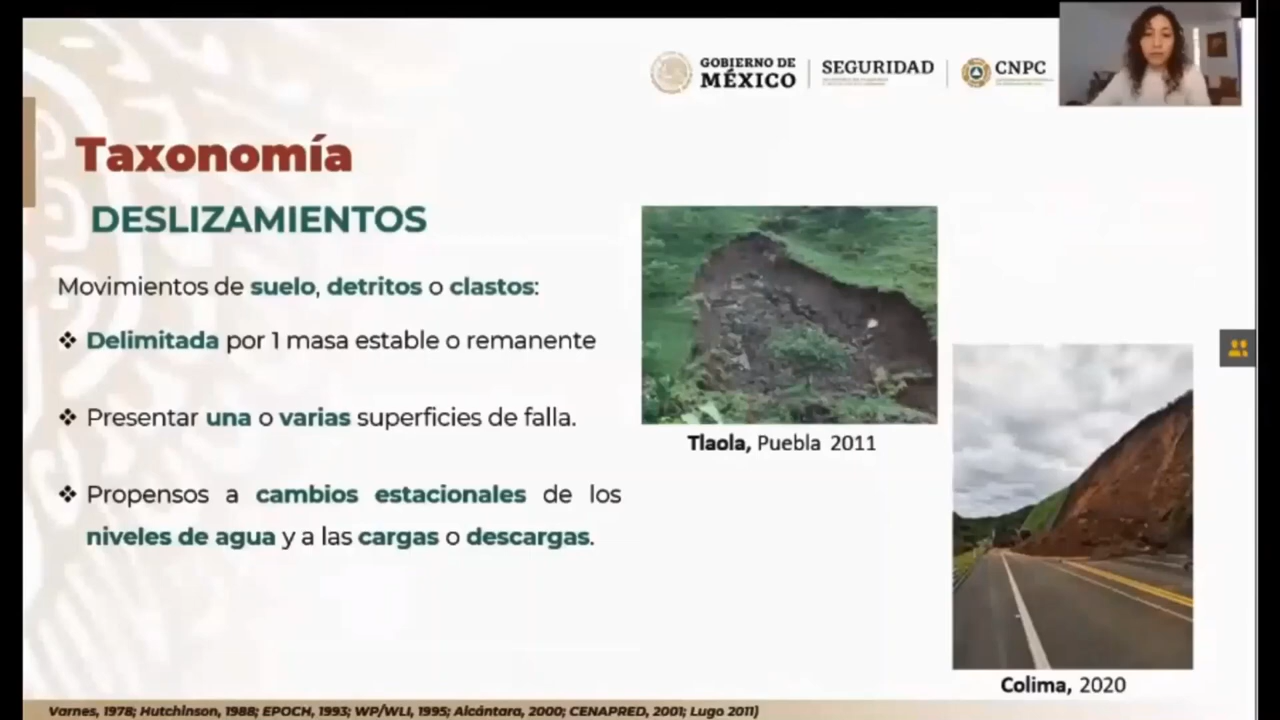 GOBIERNO DE
MÉXICO
SEGURIDAD
CNPC
Taxonomía
DESLIZAMIENTOS
Movimientos de suelo, detritos o clastos:
❖ Delimitada por 1 masa estable o remanente
❖ Presentar una o varias superficies de falla.
❖ Propensos a cambios estacionales de los
niveles de agua y a las cargas o descargas.
Tlaola, Puebla 2011
Colima, 2020
Varnes, 1978; Hutchinson, 1988; EPOCH, 1993; WP/WLI, 1995; Alcántara, 2000; CENAPRED, 2001; Lugo 2011)